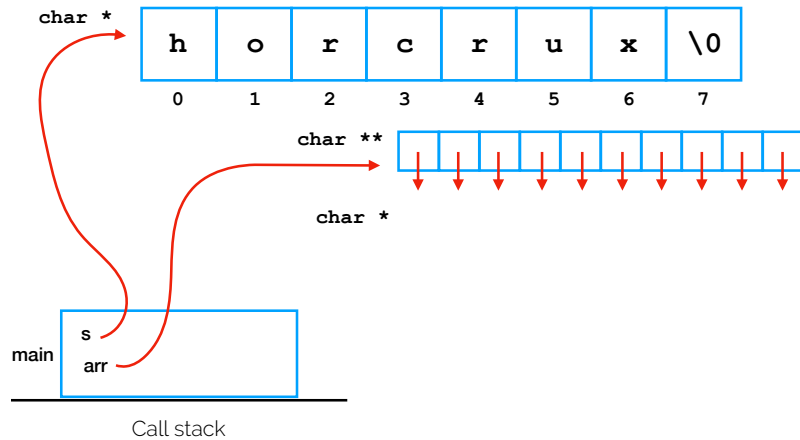 char *
h o r c r u x \0
0 1 2 3 4 5 6 7
char **
char *
s
main
arr
Call stack